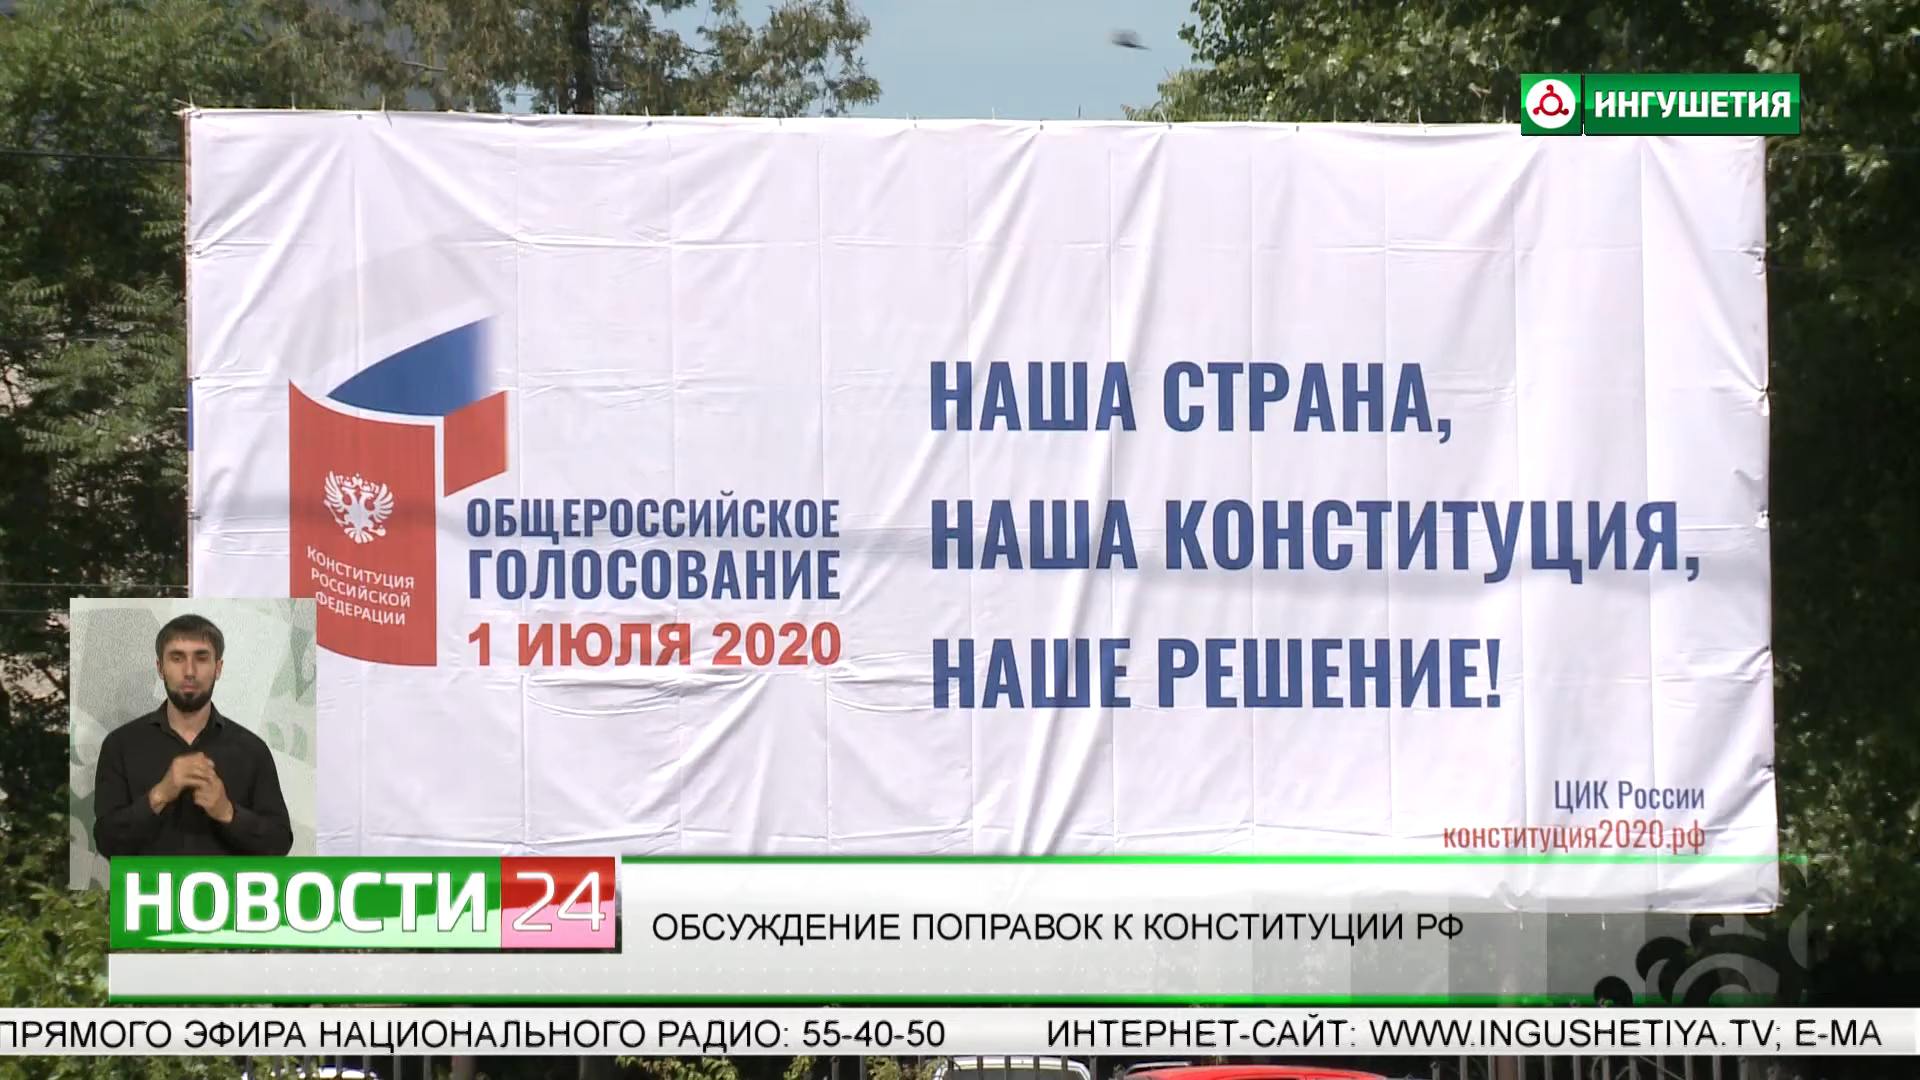 ИНГУШЕТИЯ
ОБЩЕРОССИЙСКОЕ
ГОЛОСОВАНИЕ
1 ИЮЛЯ 2020
КОНСТИТУЦИЯ
РОССИЙСКОЙ
ФЕДЕРАЦИИ
НАША СТРАНА,
НАША КОНСТИТУЦИЯ,
НАШЕ РЕШЕНИЕ!
ЦИК России
конституция2020.рф
НОВОСТИ 24
ОБСУЖДЕНИЕ ПОПРАВОК К КОНСТИТУЦИИ РФ
ПРЯМОГО ЭФИРА НАЦИОНАЛЬНОГО РАДИО: 55-40-50 ИНТЕРНЕТ-САЙТ: WWW.INGUSHETIYA.TV; E-MA